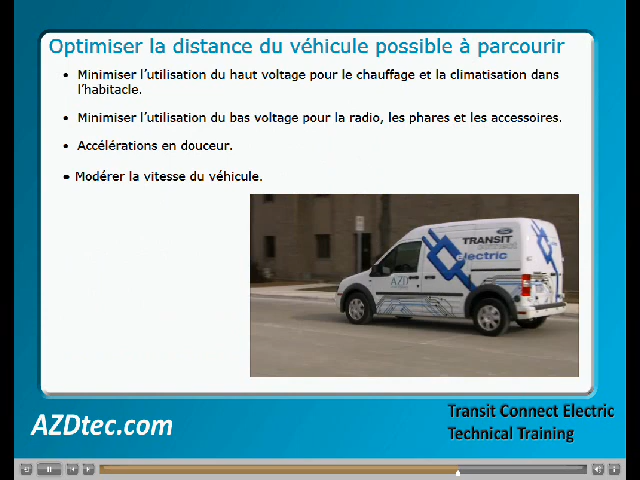 Optimiser la distance du véhicule possible à parcourir
• Minimiser l'utilisation du haut voltage pour le chauffage et la climatisation dans
l'habitacle.
• Minimiser l'utilisation du bas voltage pour la radio, les phares et les accessoires.
• Accélérations en douceur.
• Modérer la vitesse du véhicule.
TRANSIT
connect
electric
AZD
AZDtec.com
Transit Connect Electric
Technical Training